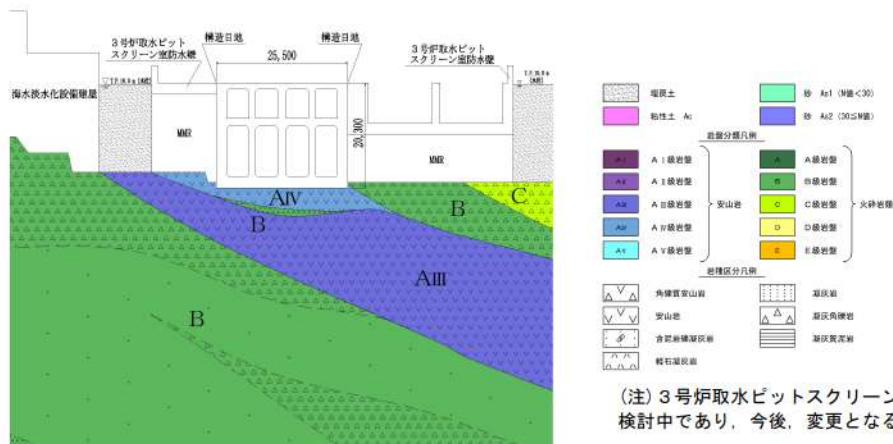 構造目地
構造目地
3号炉取水ピット
スクリーン室防水壁
25,500
3号炉取水ピット
スクリーン室防水壁
海水淡水化設備建屋
MMR
20,300
MMR
AⅣ
B
B
C
AⅢ
B
埋戻土
砂 As1 (N値<30)
粘性土 Ac
砂 As2 (30≦N値)
岩盤分類凡例
AⅠ AⅠ級岩盤
AⅡ AⅡ級岩盤
AⅢ AⅢ級岩盤
AⅣ AⅣ級岩盤
AⅤ AⅤ級岩盤
安山岩
A A級岩盤
B B級岩盤
C C級岩盤
D D級岩盤
E E級岩盤
火砕岩類
岩種区分凡例
角礫質安山岩
凝灰岩
安山岩
凝灰角礫岩
含泥岩礫凝灰岩
凝灰質泥岩
軽石凝灰岩
(注) 3号炉取水ピットスクリーン
検討中であり，今後，変更となる